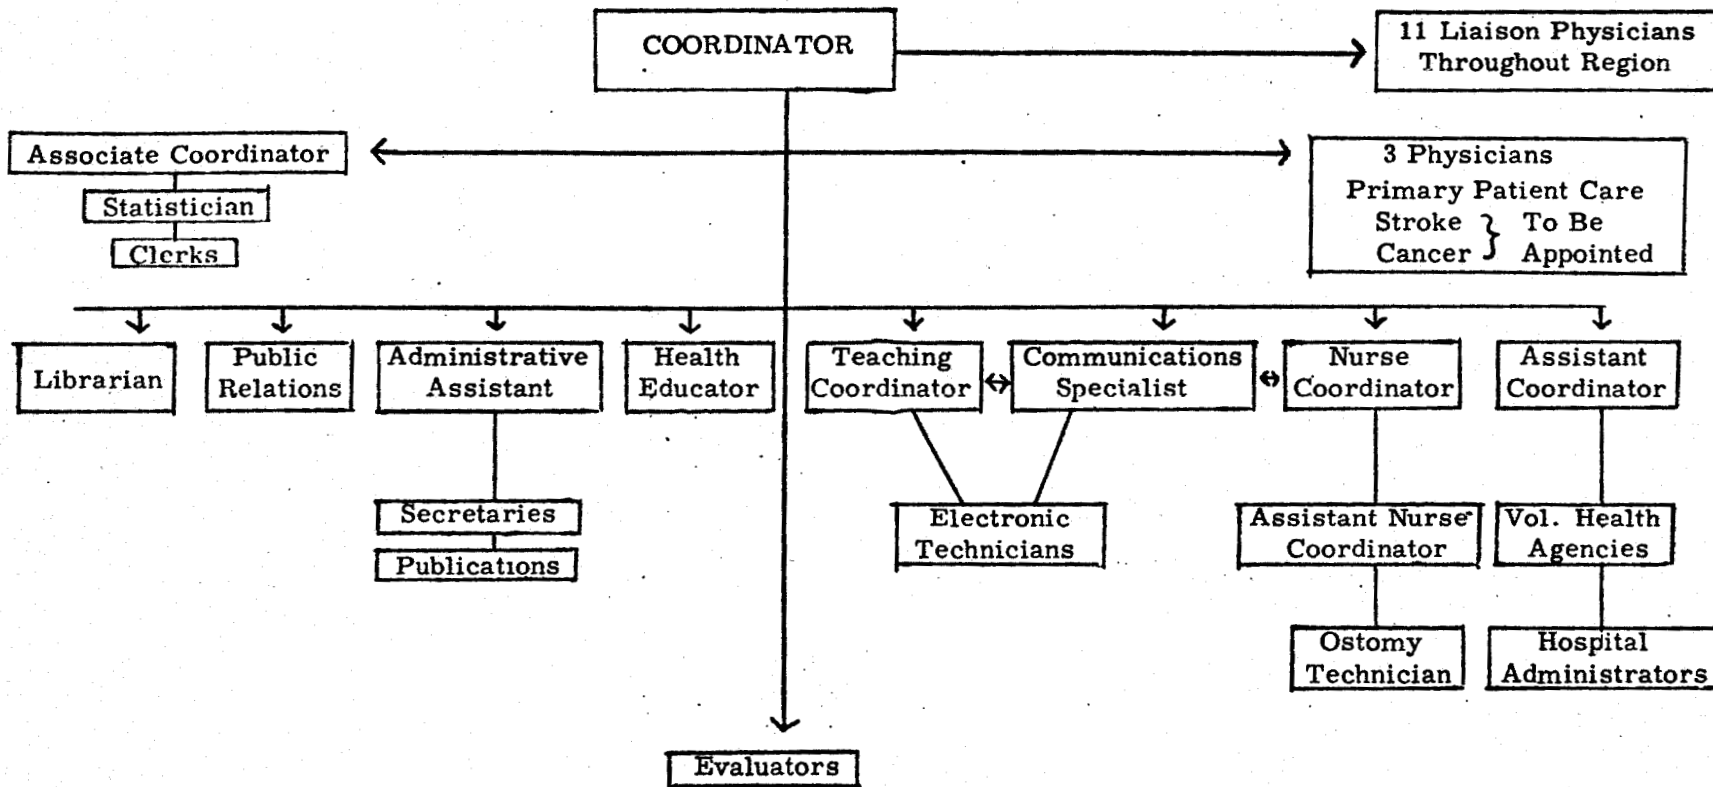 COORDINATOR
11 Liaison Physicians
Throughout Region
Associate Coordinator
Statistician
Clerks
3 Physicians
Primary Patient Care
Stroke } To Be
Cancer } Appointed
Librarian
Public
Relations
Administrative
Assistant
Health
Educator
Teaching
Coordinator
Communications
Specialist
Nurse
Coordinator
Assistant
Coordinator
Secretaries
Publications
Electronic
Technicians
Assistant Nurse
Coordinator
Vol. Health
Agencies
Ostomy
Technician
Hospital
Administrators
Evaluators